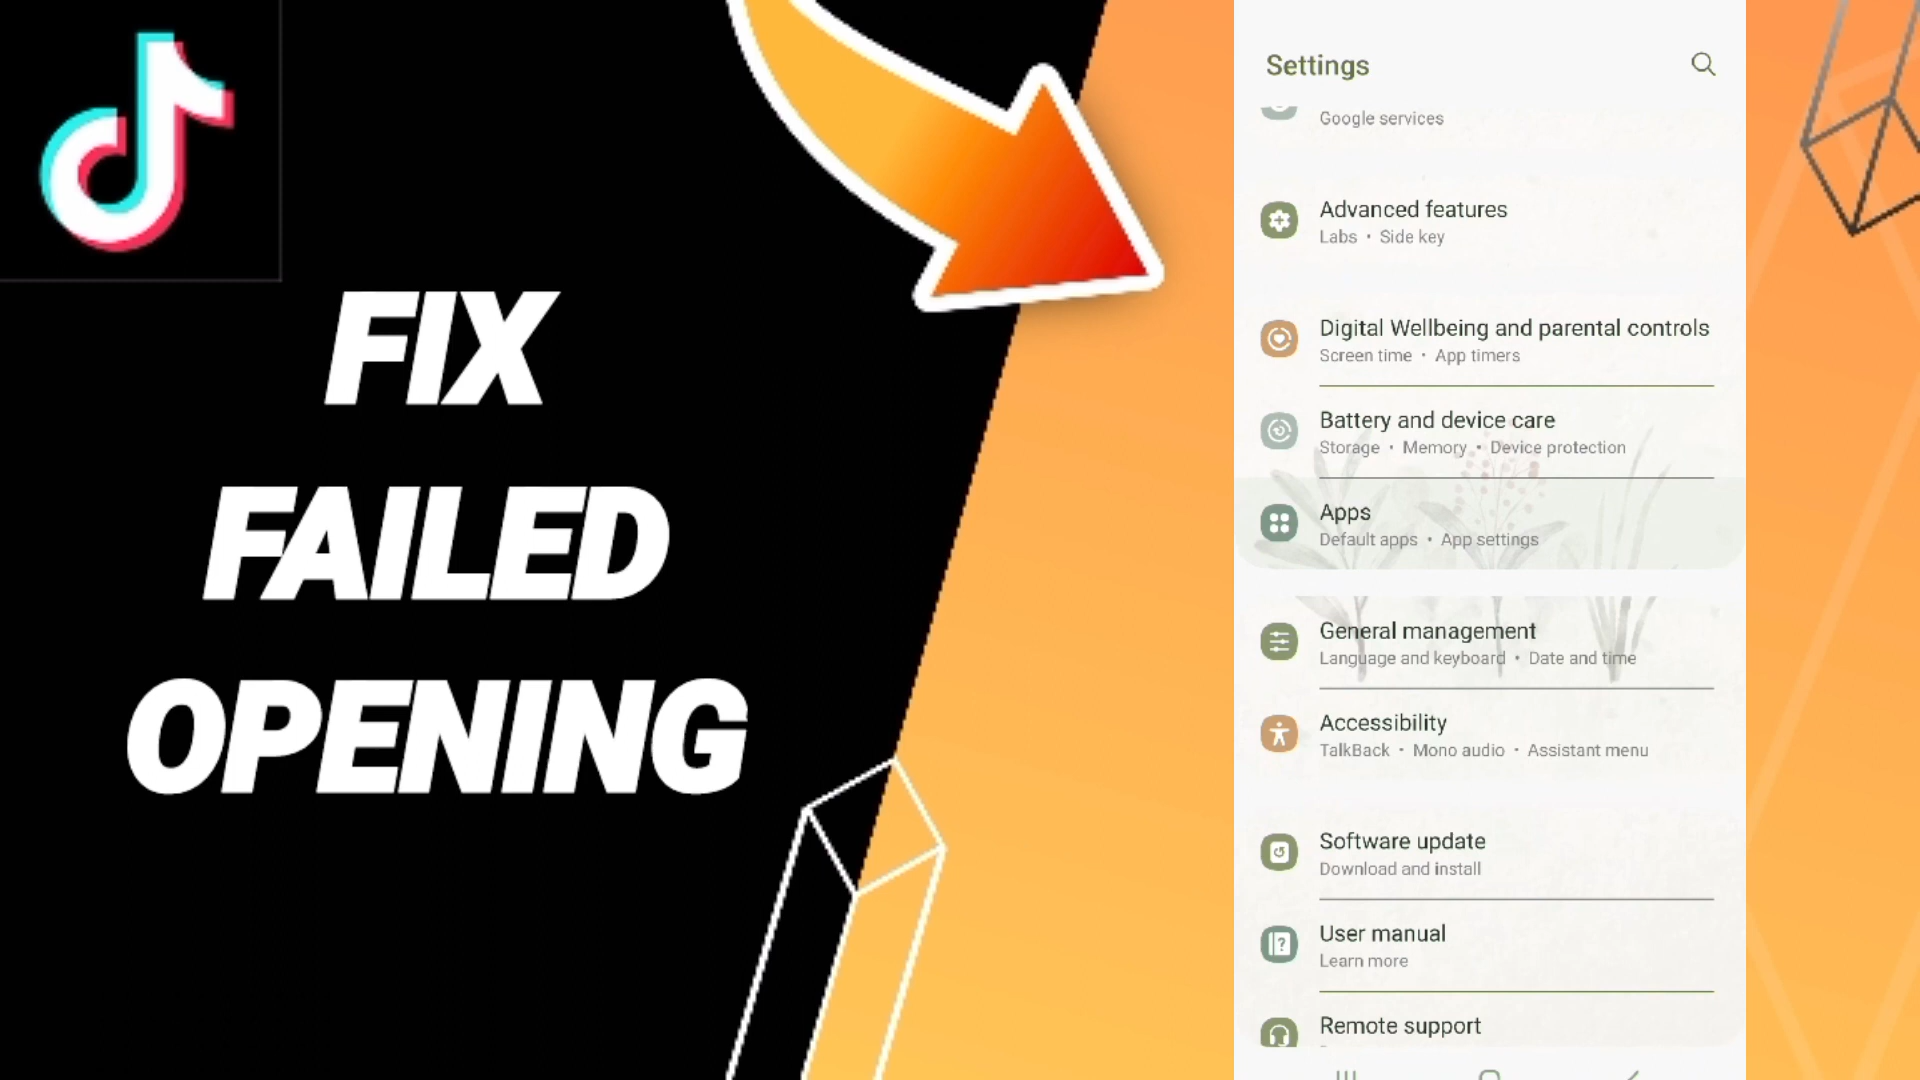 FIX
FAILED
OPENING
Settings
Google services
Advanced features
Labs • Side key
Digital Wellbeing and parental controls
Screen time • App timers
Battery and device care
Storage • Memory • Device protection
Apps
Default apps • App settings
General management
Language and keyboard • Date and time
Accessibility
TalkBack • Mono audio • Assistant menu
Software update
Download and install
User manual
Learn more
Remote support